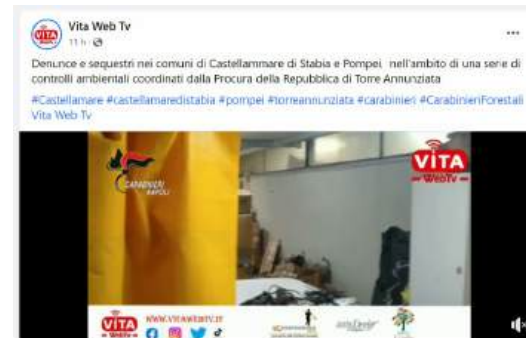 Vita Web Tv
11 h ·
Denunce e sequestri nei comuni di Castellammare di Stabia e Pompei nell'ambito di una serie di
controlli ambientali coordinati dalla Procura della Repubblica di Torre Annunziata
#Castellamare #castellamaredistabia #pompei #torreannunziata #carabinieri #CarabinieriForestali
Vita Web Tv
CARABINIERI
NAPOLI
VITA
WebTv
VITA
WebTv
WWW.VITAWEBTV.IT